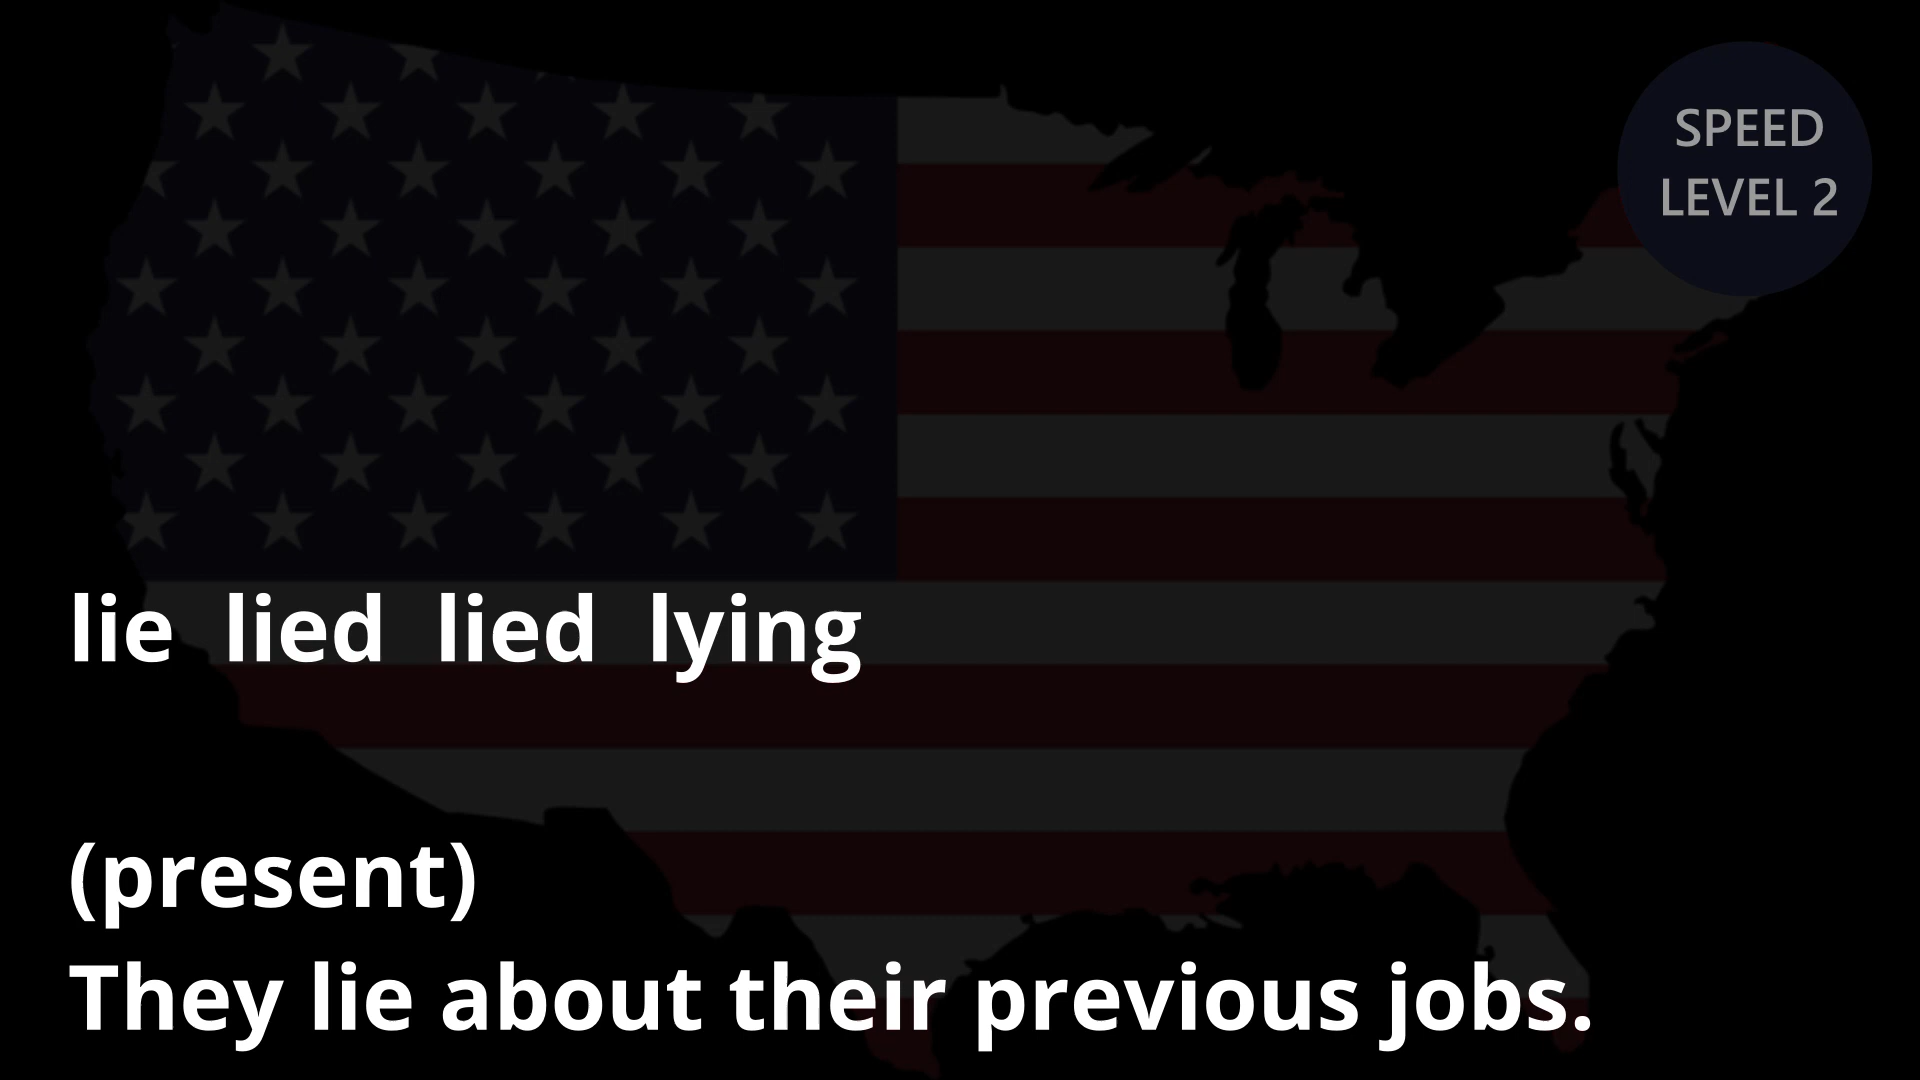 SPEED
LEVEL 2
lie lied lied lying
(present)
They lie about their previous jobs.